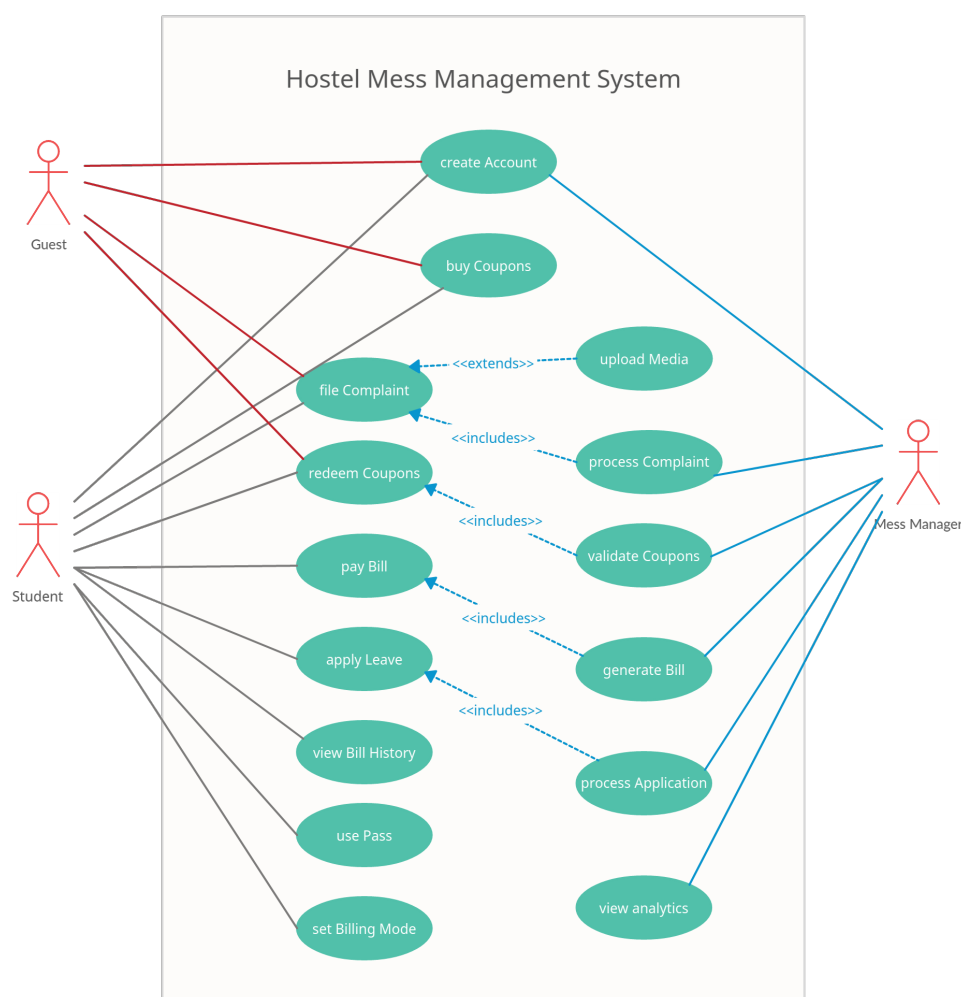 Hostel Mess Management System
create Account
Guest
buy Coupons
<<extends>>
upload Media
file Complaint
<<includes>>
process Complaint
redeem Coupons
<<includes>>
validate Coupons
Mess Manager
pay Bill
Student
<<includes>>
generate Bill
apply Leave
<<includes>>
view Bill History
process Application
use Pass
view analytics
set Billing Mode